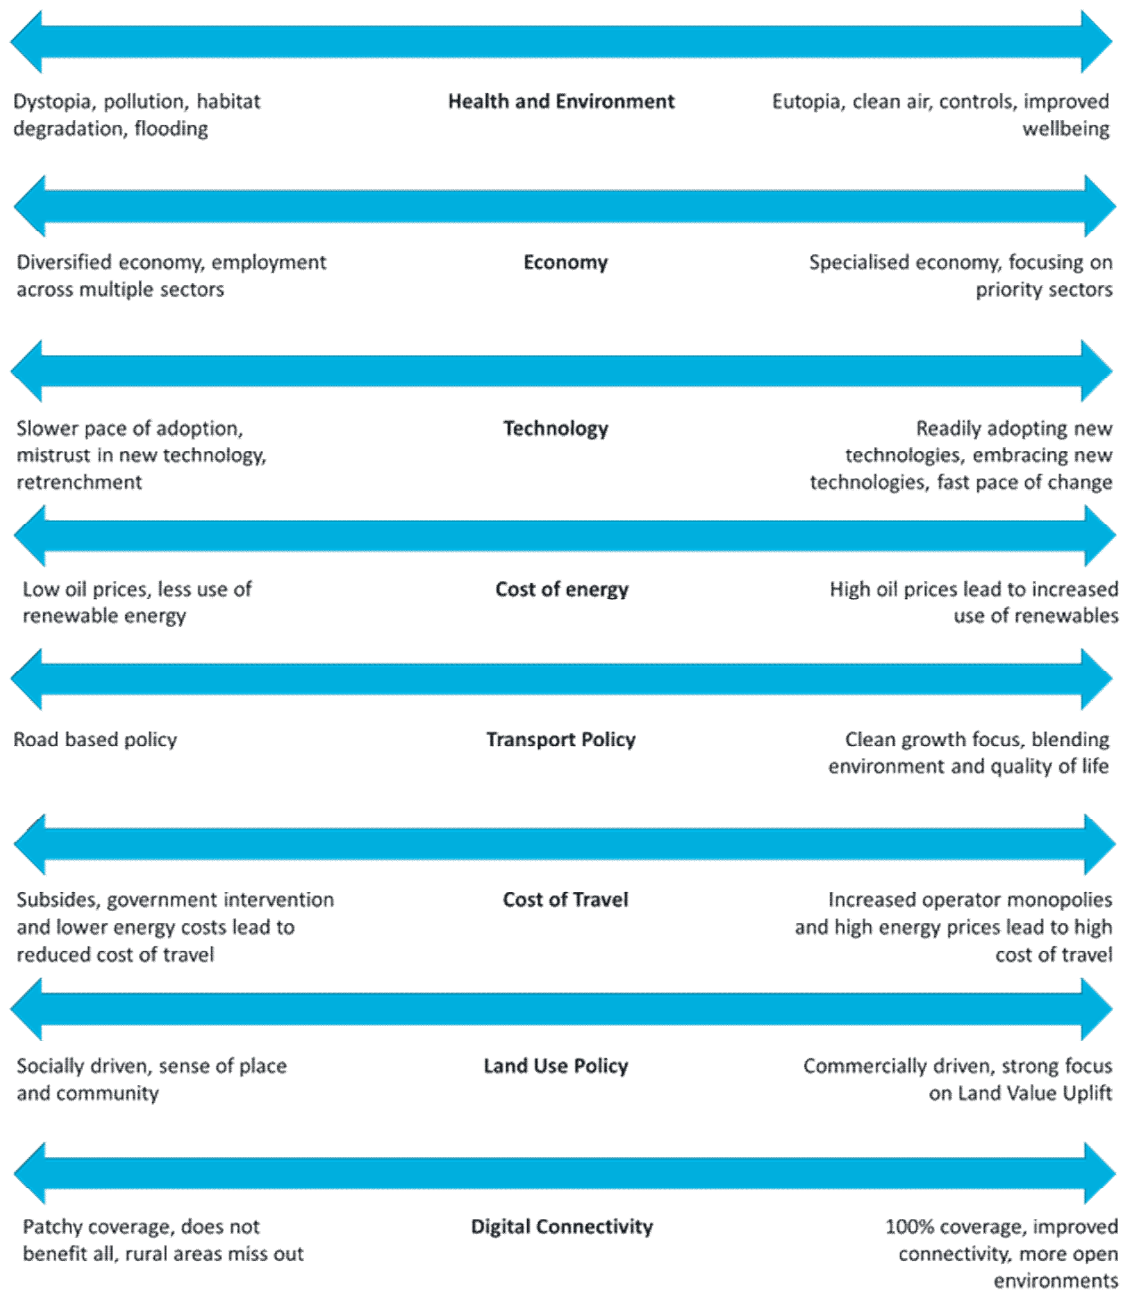 Dystopia, pollution, habitat
degradation, flooding
Health and Environment
Eutopia, clean air, controls, improved
wellbeing
Diversified economy, employment
across multiple sectors
Economy
Specialised economy, focusing on
priority sectors
Slower pace of adoption,
mistrust in new technology,
retrenchment
Technology
Readily adopting new
technologies, embracing new
technologies, fast pace of change
Low oil prices, less use of
renewable energy
Cost of energy
High oil prices lead to increased
use of renewables
Road based policy
Transport Policy
Clean growth focus, blending
environment and quality of life
Subsides, government intervention
and lower energy costs lead to
reduced cost of travel
Cost of Travel
Increased operator monopolies
and high energy prices lead to high
cost of travel
Socially driven, sense of place
and community
Land Use Policy
Commercially driven, strong focus
on Land Value Uplift
Patchy coverage, does not
benefit all, rural areas miss out
Digital Connectivity
100% coverage, improved
connectivity, more open
environments